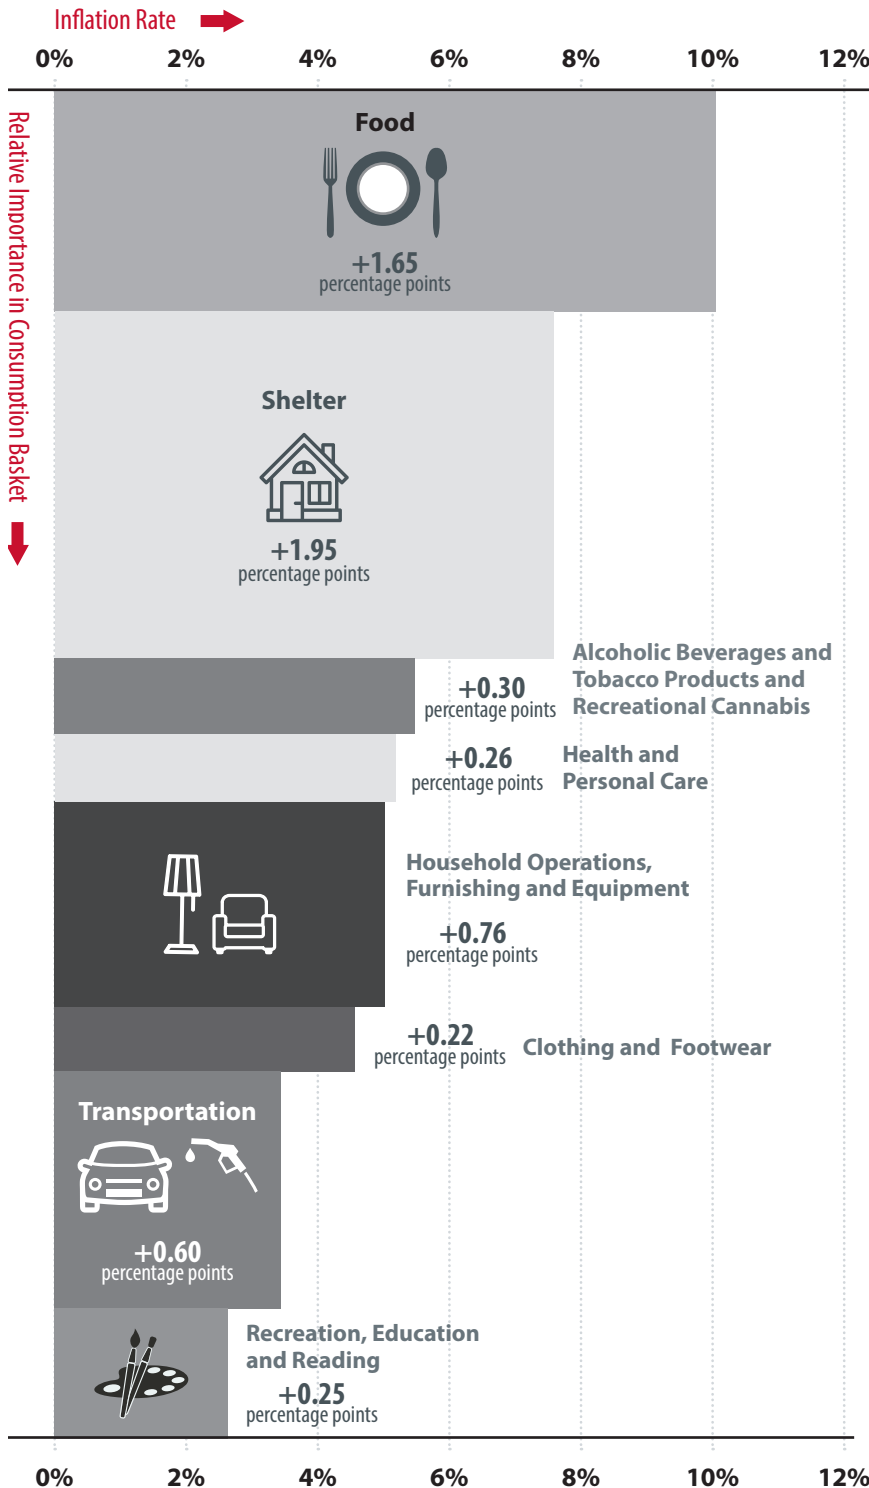 Inflation Rate
0% 2% 4% 6% 8% 10% 12%
Relative Importance in Consumption Basket
Food
+1.65
percentage points
Shelter
+1.95
percentage points
+0.30
percentage points
Alcoholic Beverages and
Tobacco Products and
Recreational Cannabis
+0.26
percentage points
Health and
Personal Care
Household Operations,
Furnishing and Equipment
+0.76
percentage points
+0.22
percentage points
Clothing and Footwear
Transportation
+0.60
percentage points
Recreation, Education
and Reading
+0.25
percentage points
0% 2% 4% 6% 8% 10% 12%